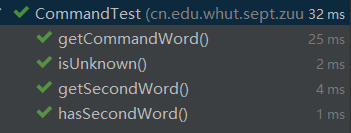 CommandTest (cn.edu.whut.sept.zuu 32 ms
getCommandWord() 25 ms
isUnknown() 2 ms
getSecondWord() 4 ms
hasSecondWord() 1 ms